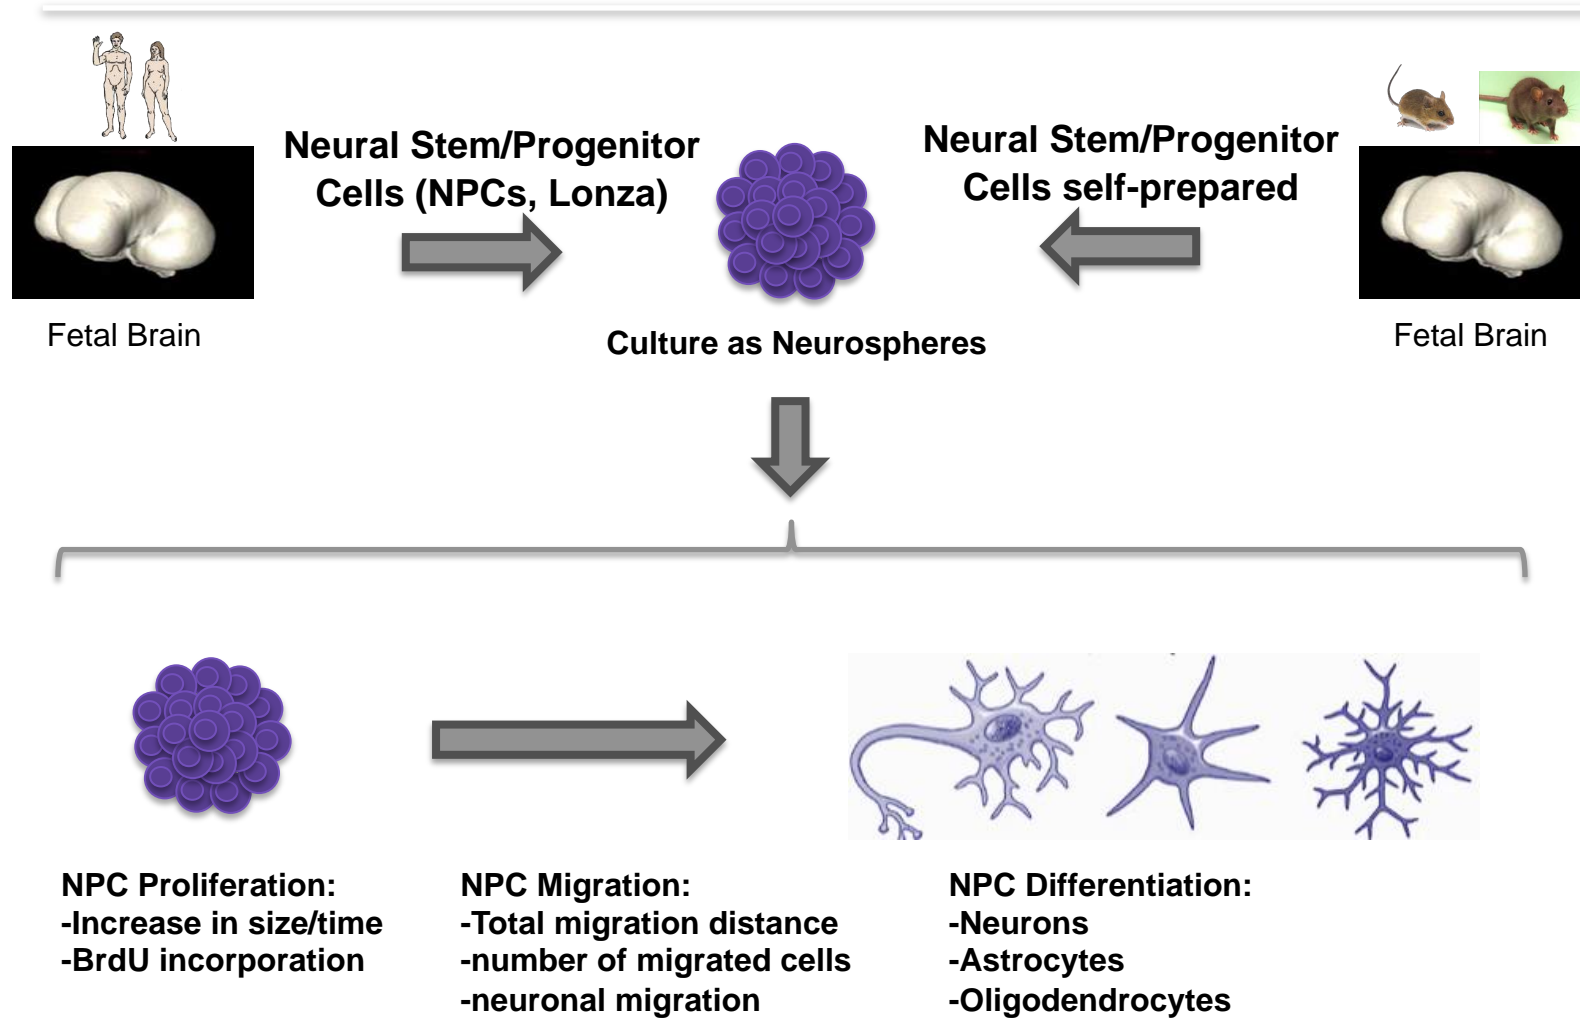 Neural Stem/Progenitor
Cells (NPCs, Lonza)
Neural Stem/Progenitor
Cells self-prepared
Fetal Brain
Culture as Neurospheres
Fetal Brain
NPC Proliferation:
-Increase in size/time
-BrdU incorporation
NPC Migration:
-Total migration distance
-number of migrated cells
-neuronal migration
NPC Differentiation:
-Neurons
-Astrocytes
-Oligodendrocytes